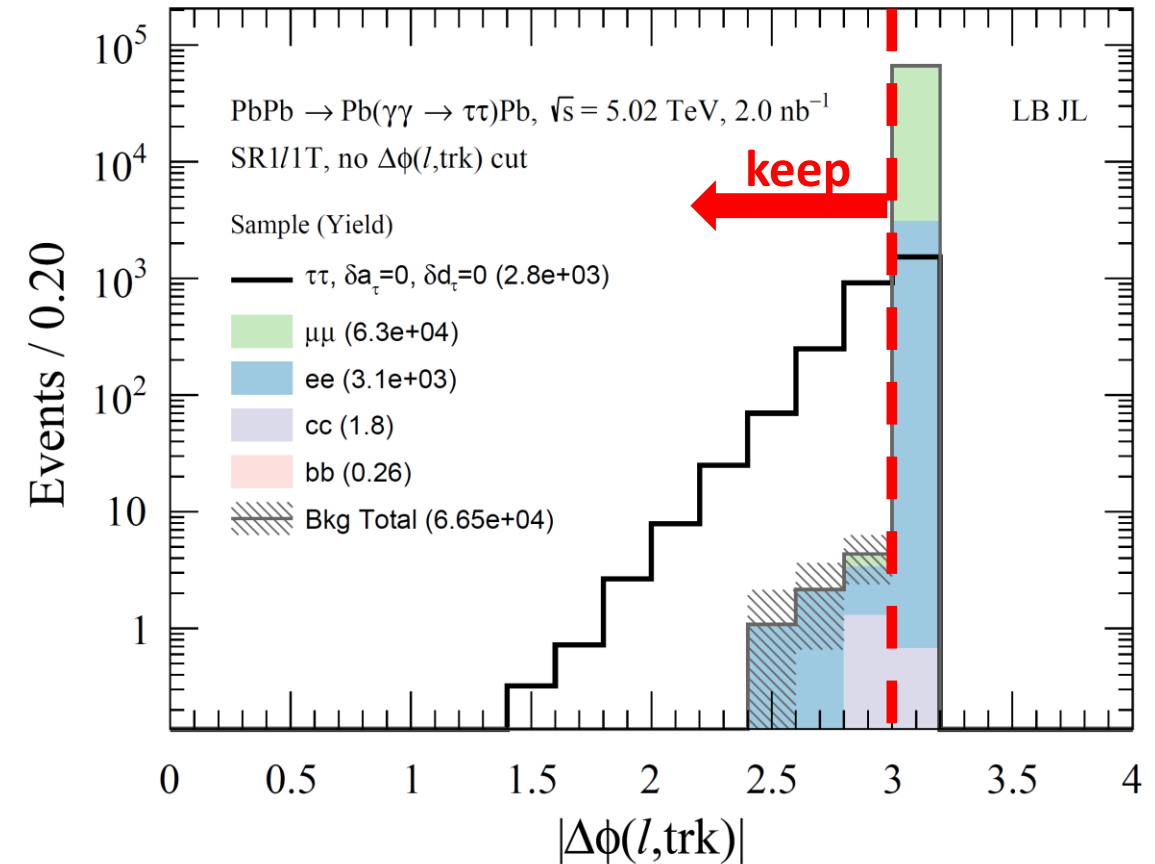 PbPb → Pb(γγ → ττ)Pb, √s = 5.02 TeV, 2.0 nb⁻¹ LB JL
SR1l1T, no Δϕ(l,trk) cut
keep
Sample (Yield)
ττ, δaτ=0, δdτ=0 (2.8e+03)
μμ (6.3e+04)
ee (3.1e+03)
cc (1.8)
bb (0.26)
Bkg Total (6.65e+04)
Events / 0.20
10⁵
10⁴
10³
10²
10
1
0 0.5 1 1.5 2 2.5 3 3.5 4
|Δϕ(l,trk)|